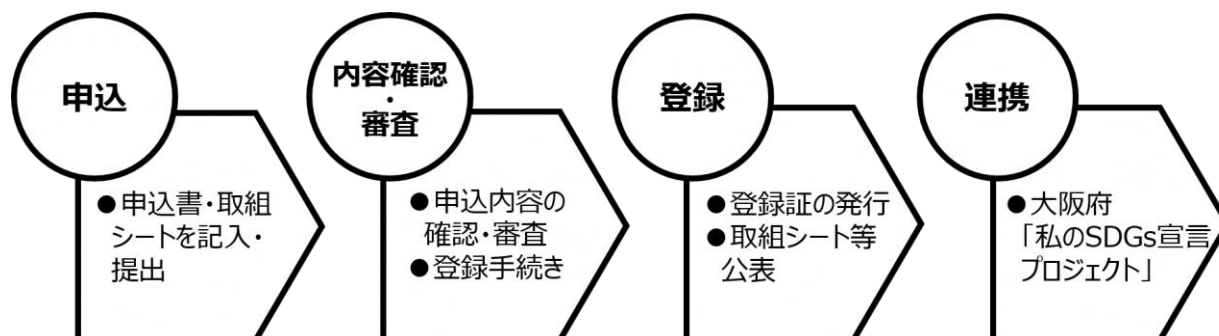 申込
●申込書・取組
シートを記入・
提出
内容確認
・
審査
●申込内容の
確認・審査
●登録手続き
登録
●登録証の発行
●取組シート等
公表
連携
●大阪府
「私のSDGs宣言
プロジェクト」